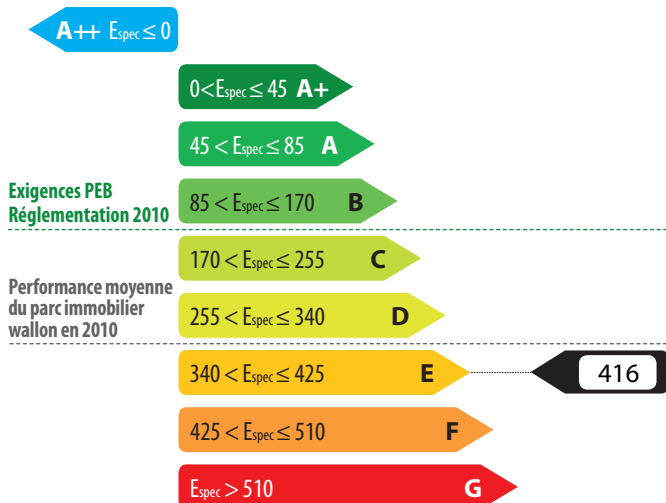 A++ Espec ≤ 0
0<Espec ≤ 45 A+
45 < Espec ≤ 85 A
Exigences PEB
Réglementation 2010
85 < Espec ≤ 170 B
170 < Espec ≤ 255 C
Performance moyenne
du parc immobilier
wallon en 2010
255 < Espec ≤ 340 D
340 < Espec ≤ 425 E 416
425 < Espec ≤ 510 F
Espec > 510 G